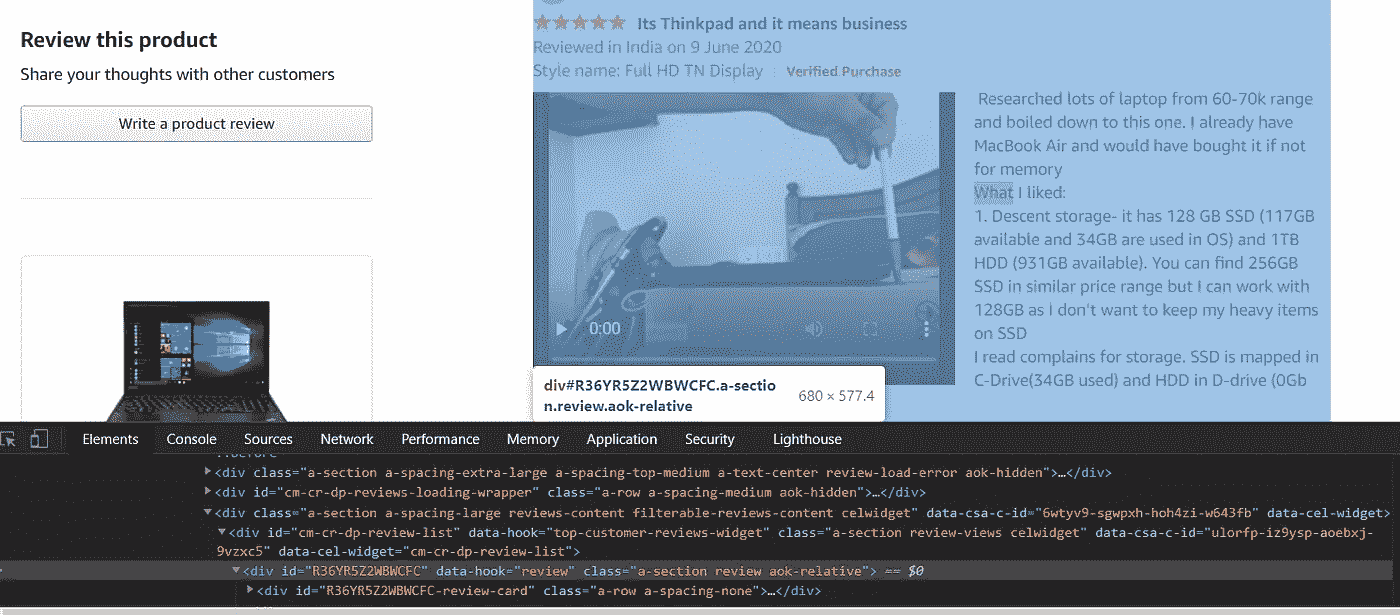 Review this product
Share your thoughts with other customers
Write a product review
Its Thinkpad and it means business
Reviewed in India on 9 June 2020
Style name: Full HD TN Display Verified Purchase
0:00
Researched lots of laptop from 60-70k range
and boiled down to this one. I already have
MacBook Air and would have bought it if not
for memory
What I liked:
1. Descent storage- it has 128 GB SSD (117GB
available and 34GB are used in OS) and 1TB
HDD (931GB available). You can find 256GB
SSD in similar price range but I can work with
128GB as I don't want to keep my heavy items
on SSD
I read complains for storage. SSD is mapped in
C-Drive(34GB used) and HDD in D-drive (0Gb
div#R36YR5Z2WBWCFC.a-sectio
n.review.aok-relative
680 × 577.4
Elements Console Sources Network Performance Memory Application Security Lighthouse
::before
<div class="a-section a-spacing-extra-large a-spacing-top-medium a-text-center review-load-error aok-hidden">…</div>
<div id="cm-cr-dp-reviews-loading-wrapper" class="a-row a-spacing-medium aok-hidden">…</div>
<div class="a-section a-spacing-large reviews-content filterable-reviews-content celwidget" data-csa-c-id="6wtyv9-sgwpxh-hoh4zi-w643fb" data-cel-widget>
<div id="cm-cr-dp-review-list" data-hook="top-customer-reviews-widget" class="a-section review-views celwidget" data-csa-c-id="ulorfp-iz9ysp-aoebxj-
9vzxc5" data-cel-widget="cm-cr-dp-review-list">
<div id="R36YR5Z2WBWCFC" data-hook="review" class="a-section review aok-relative"> == $0
<div id="R36YR5Z2WBWCFC-review-card" class="a-row a-spacing-none">…</div>